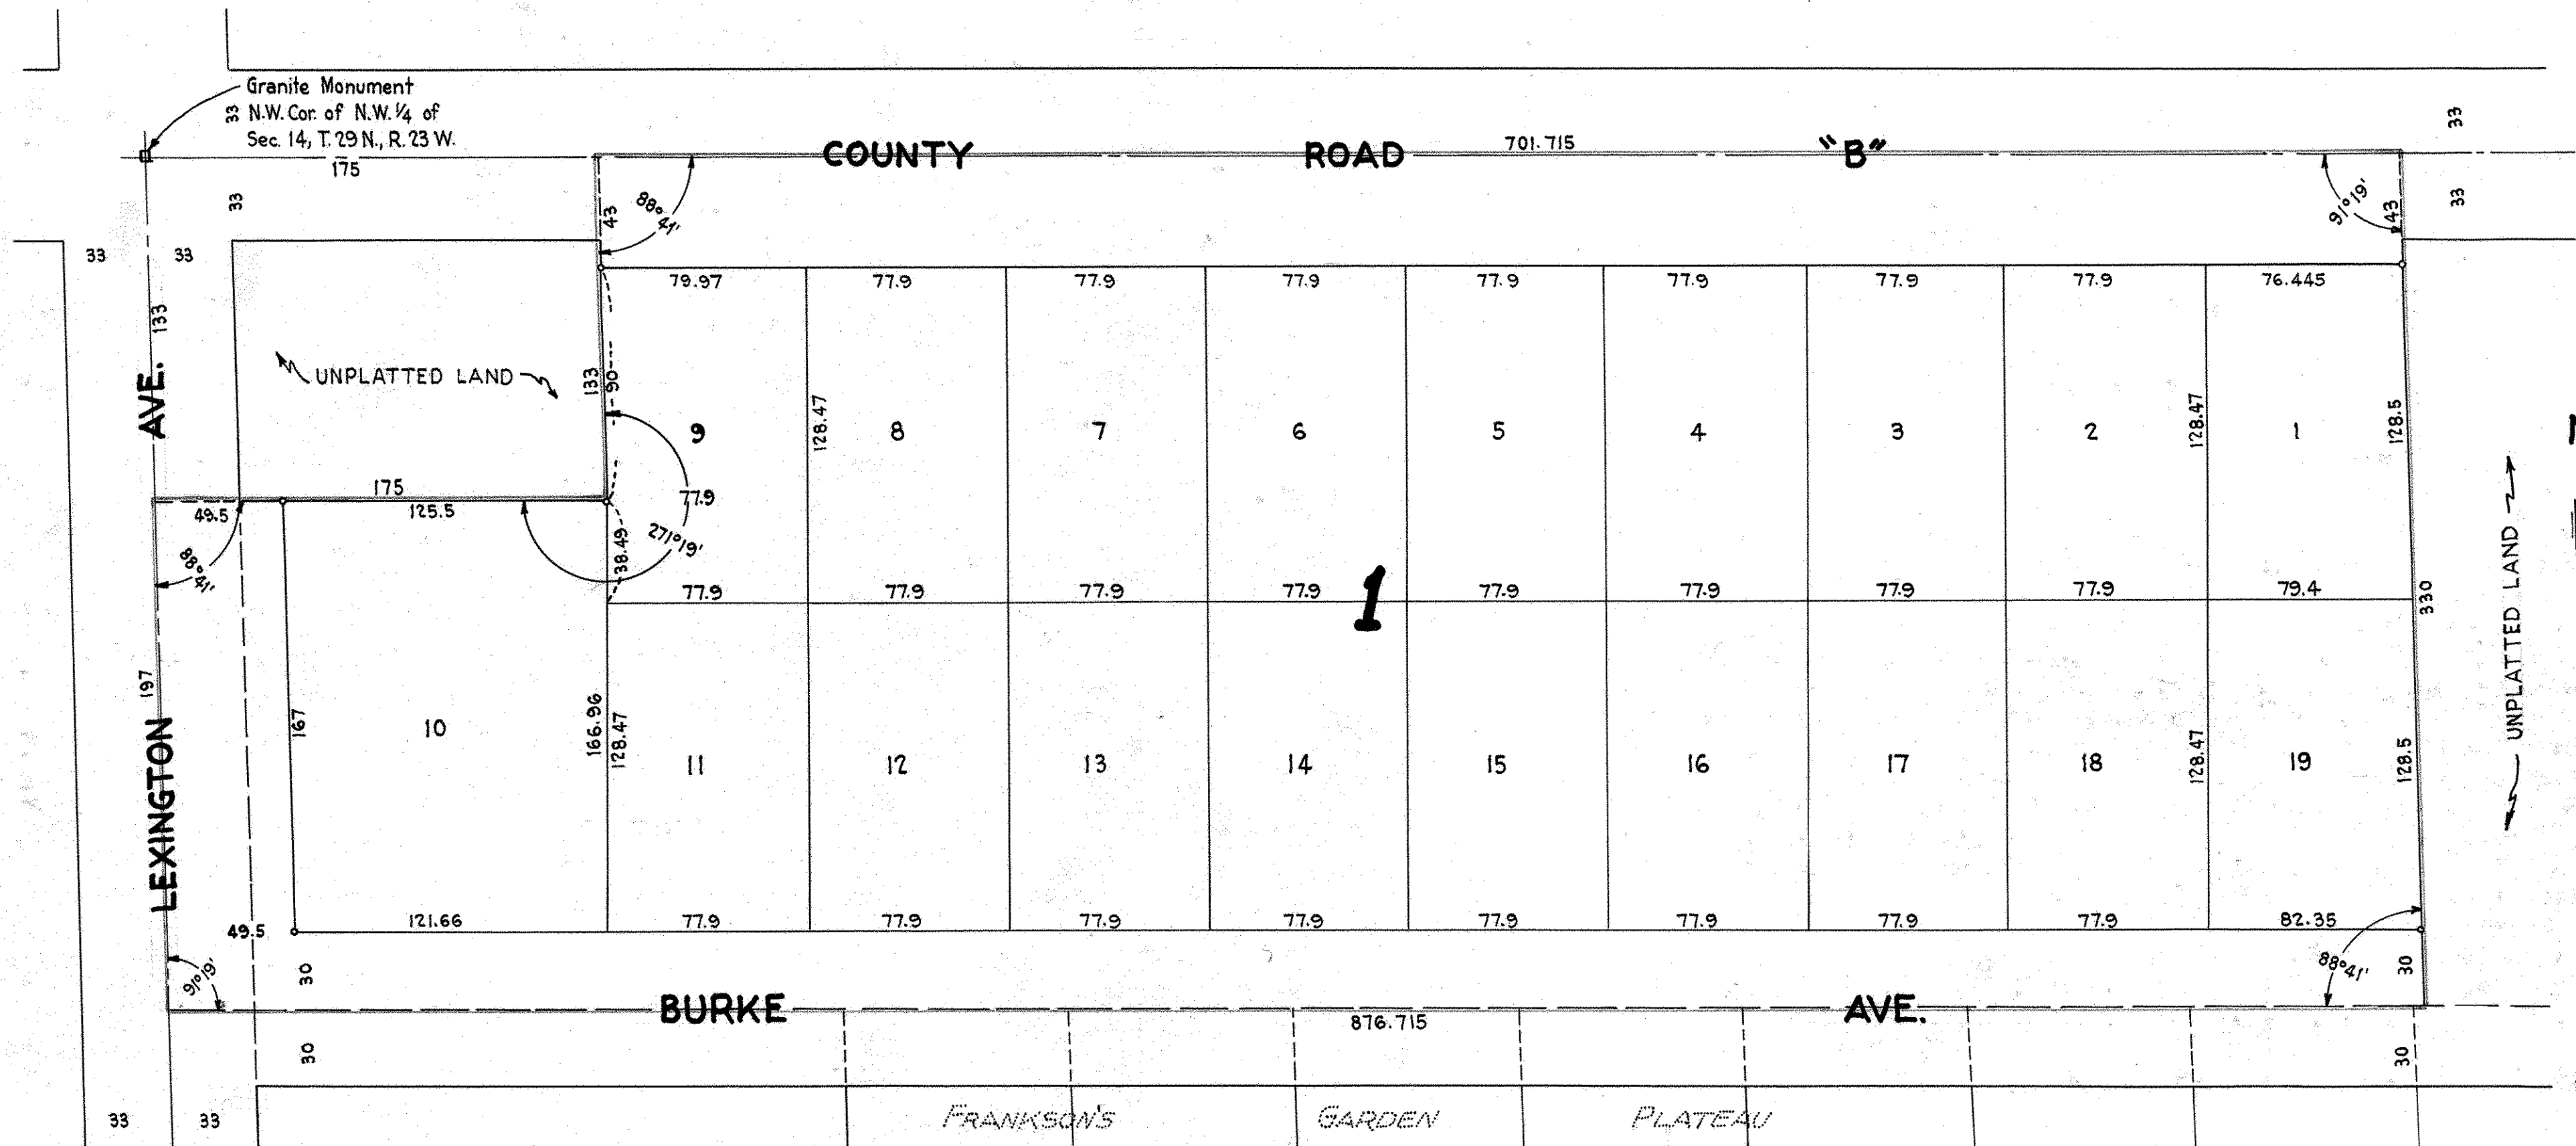 Granite Monument
33 N.W. Cor. of N.W. 1/4 of
Sec. 14, T. 29 N., R. 23 W.
175
COUNTY ROAD 701.715 "B"
33
33
33
88°41'
43
91°19'
43
33 33
79.97 77.9 77.9 77.9 77.9 77.9 77.9 77.9 76.445
133
AVE.
UNPLATTED LAND
133
90
128.47
128.47
128.5
9 8 7 6 5 4 3 2 1
175
77.9
49.5 125.5
88°41'
38.49
271°19'
77.9 77.9 77.9 77.9 77.9 77.9 77.9 77.9 79.4
1
330
UNPLATTED LAND
197
LEXINGTON
167
10
166.96
128.47
128.47
128.5
11 12 13 14 15 16 17 18 19
49.5 121.66 77.9 77.9 77.9 77.9 77.9 77.9 77.9 77.9 82.35
91°19'
30
88°41'
30
BURKE AVE.
876.715
30
30
33 33
FRANKSON'S GARDEN PLATEAU